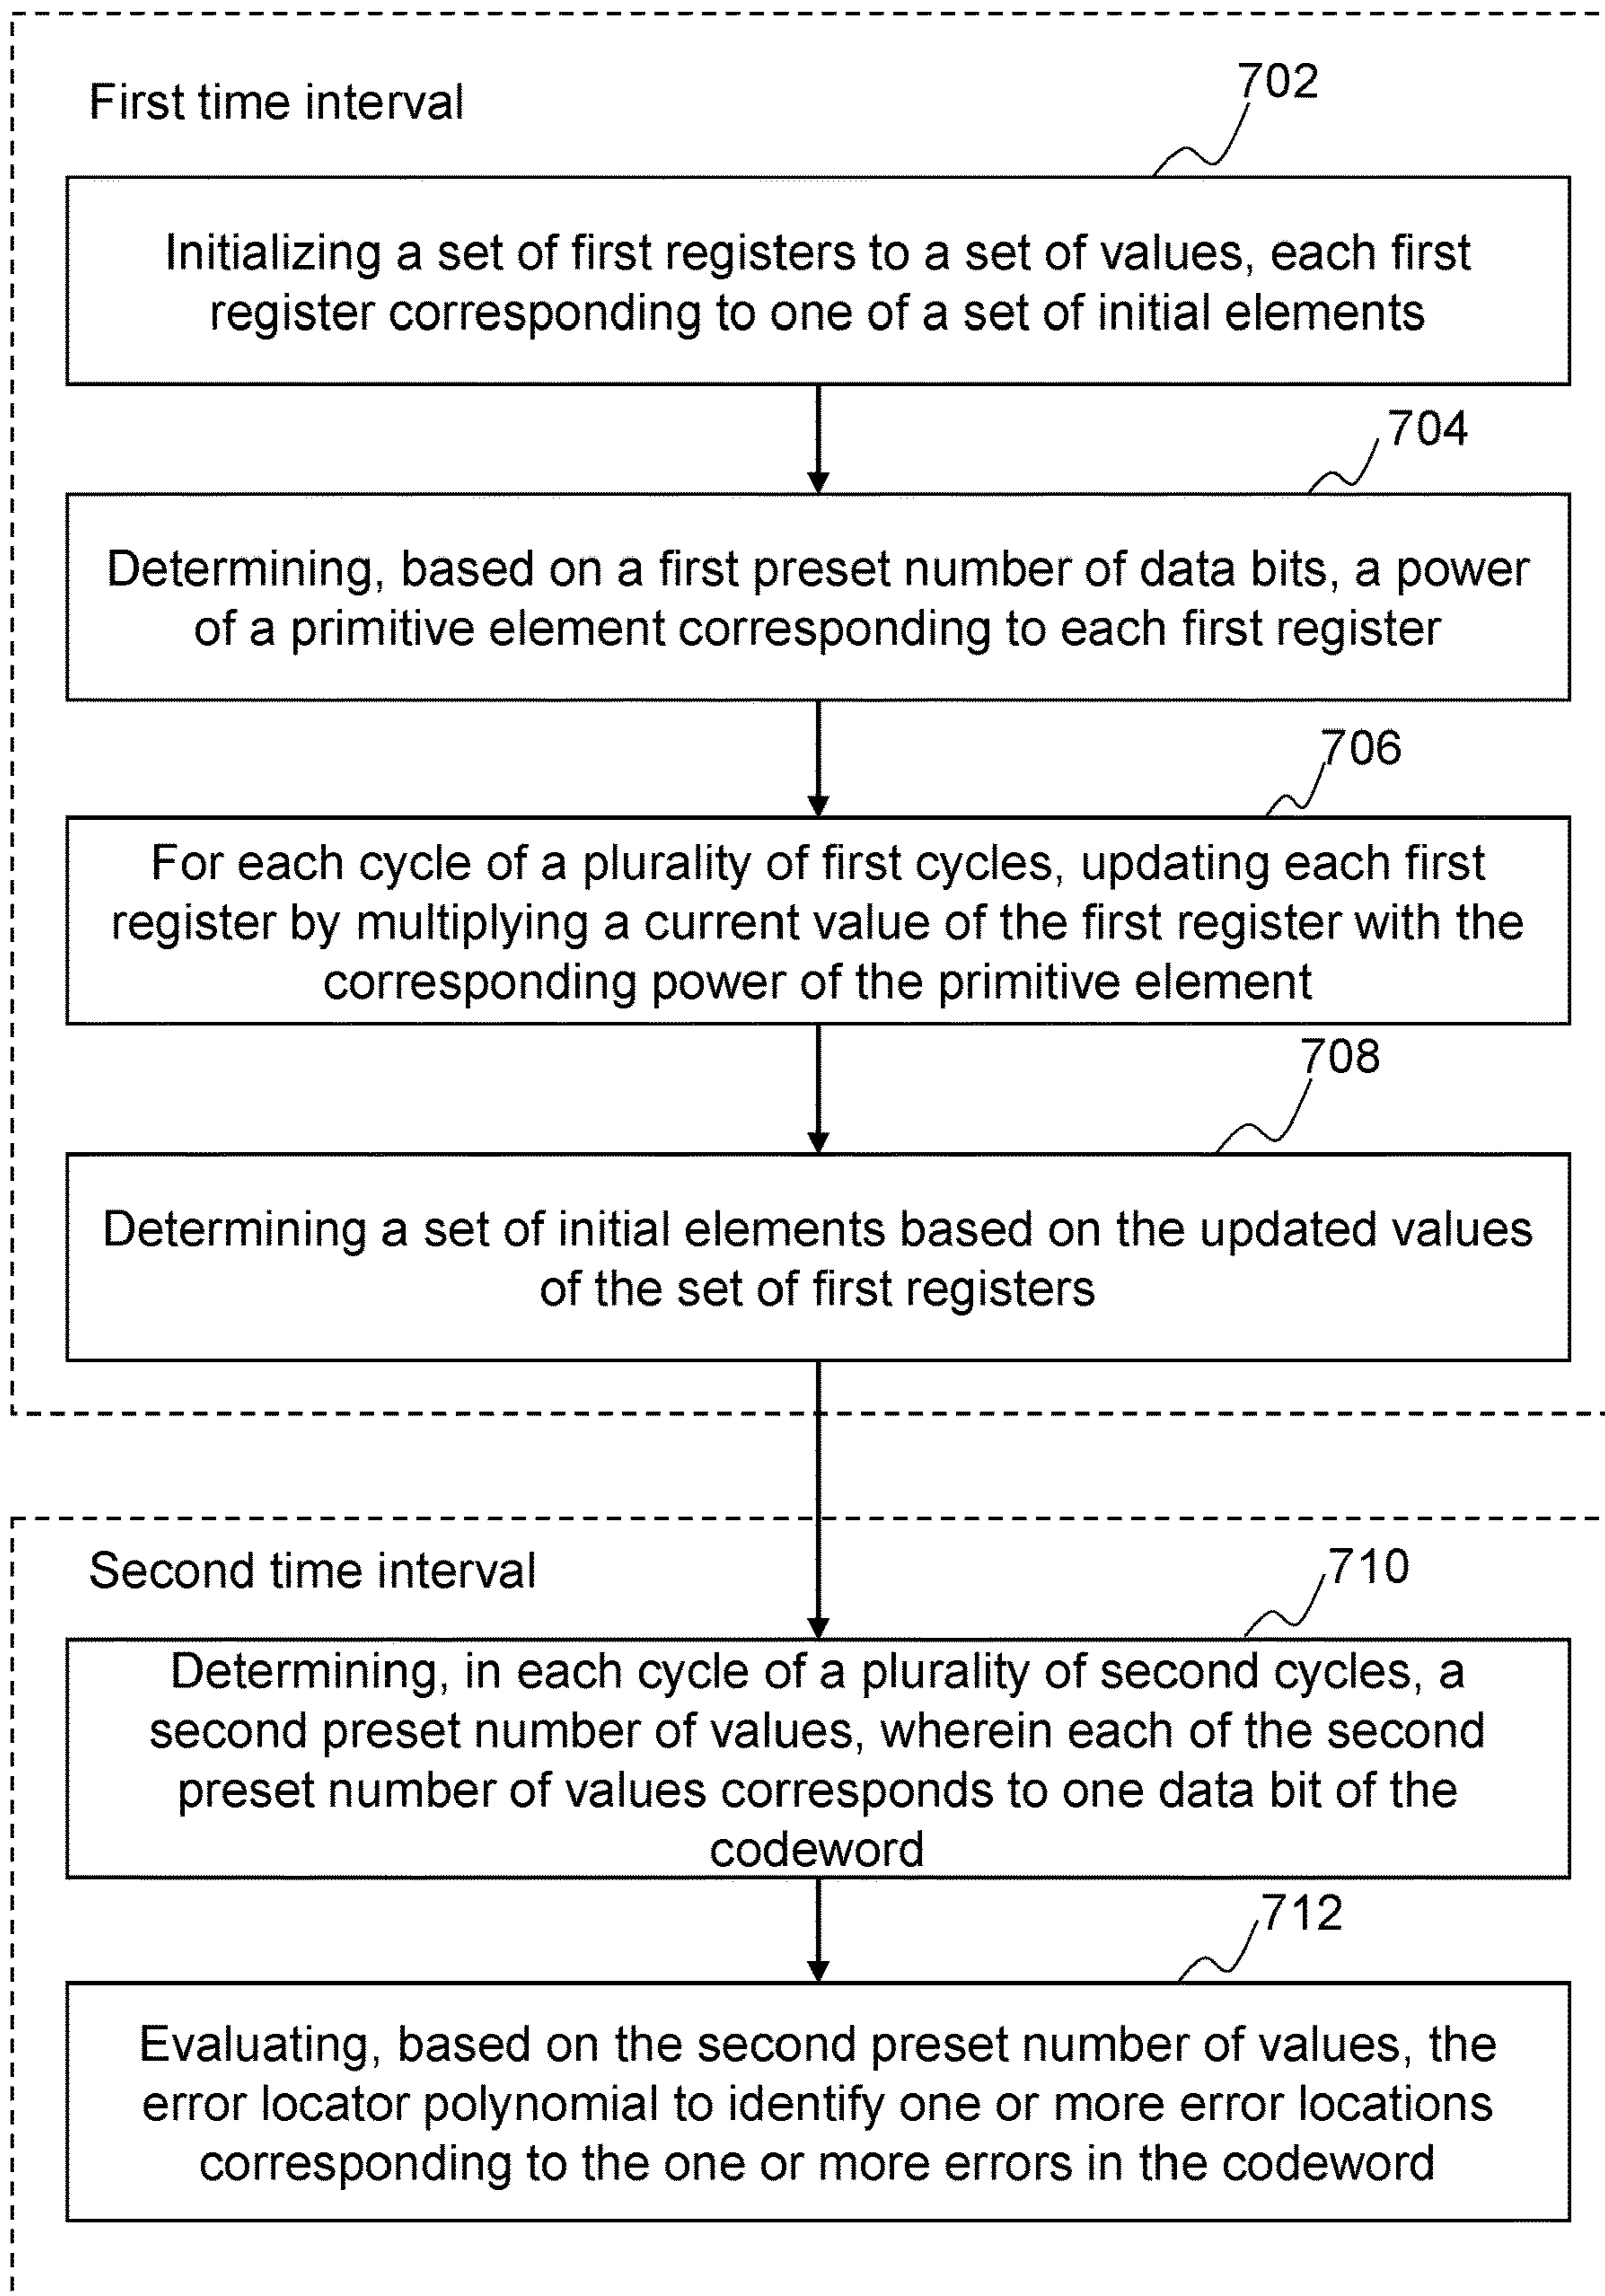 First time interval
702
Initializing a set of first registers to a set of values, each first
register corresponding to one of a set of initial elements
704
Determining, based on a first preset number of data bits, a power
of a primitive element corresponding to each first register
706
For each cycle of a plurality of first cycles, updating each first
register by multiplying a current value of the first register with the
corresponding power of the primitive element
708
Determining a set of initial elements based on the updated values
of the set of first registers
Second time interval
710
Determining, in each cycle of a plurality of second cycles, a
second preset number of values, wherein each of the second
preset number of values corresponds to one data bit of the
codeword
712
Evaluating, based on the second preset number of values, the
error locator polynomial to identify one or more error locations
corresponding to the one or more errors in the codeword